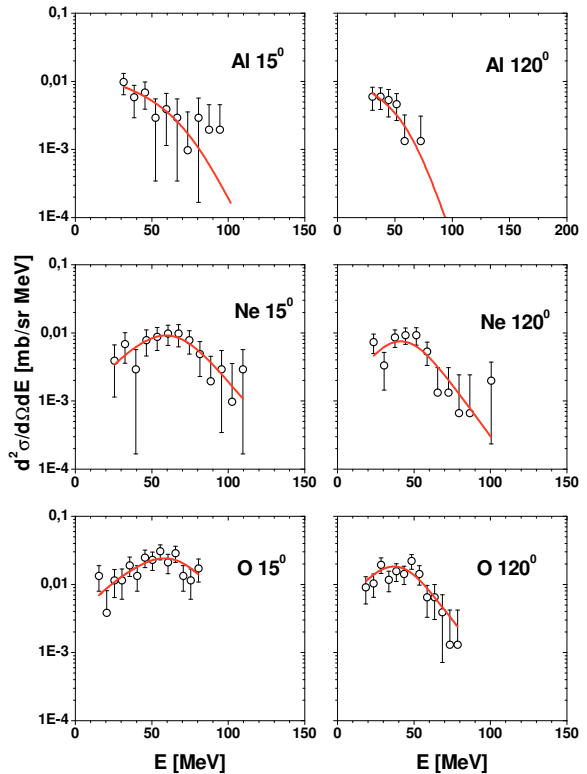 0,1
0,01
1E-3
1E-4
Al 15⁰
0 50 100 150
Al 120⁰
0 50 100 150 200
d²σ/dΩdE [mb/sr MeV]
0,1
0,01
1E-3
1E-4
Ne 15⁰
0 50 100 150
Ne 120⁰
0 50 100 150
0,1
0,01
1E-3
1E-4
O 15⁰
0 50 100 150
O 120⁰
0 50 100 150
E [MeV]
E [MeV]